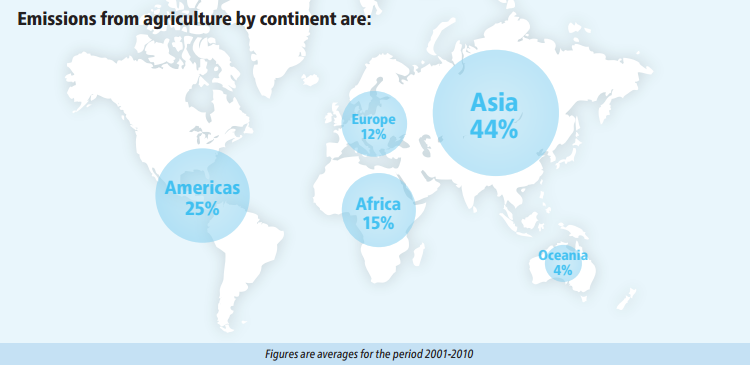 Emissions from agriculture by continent are:
Asia
44%
Europe
12%
Americas
25%
Africa
15%
Oceania
4%
Figures are averages for the period 2001-2010